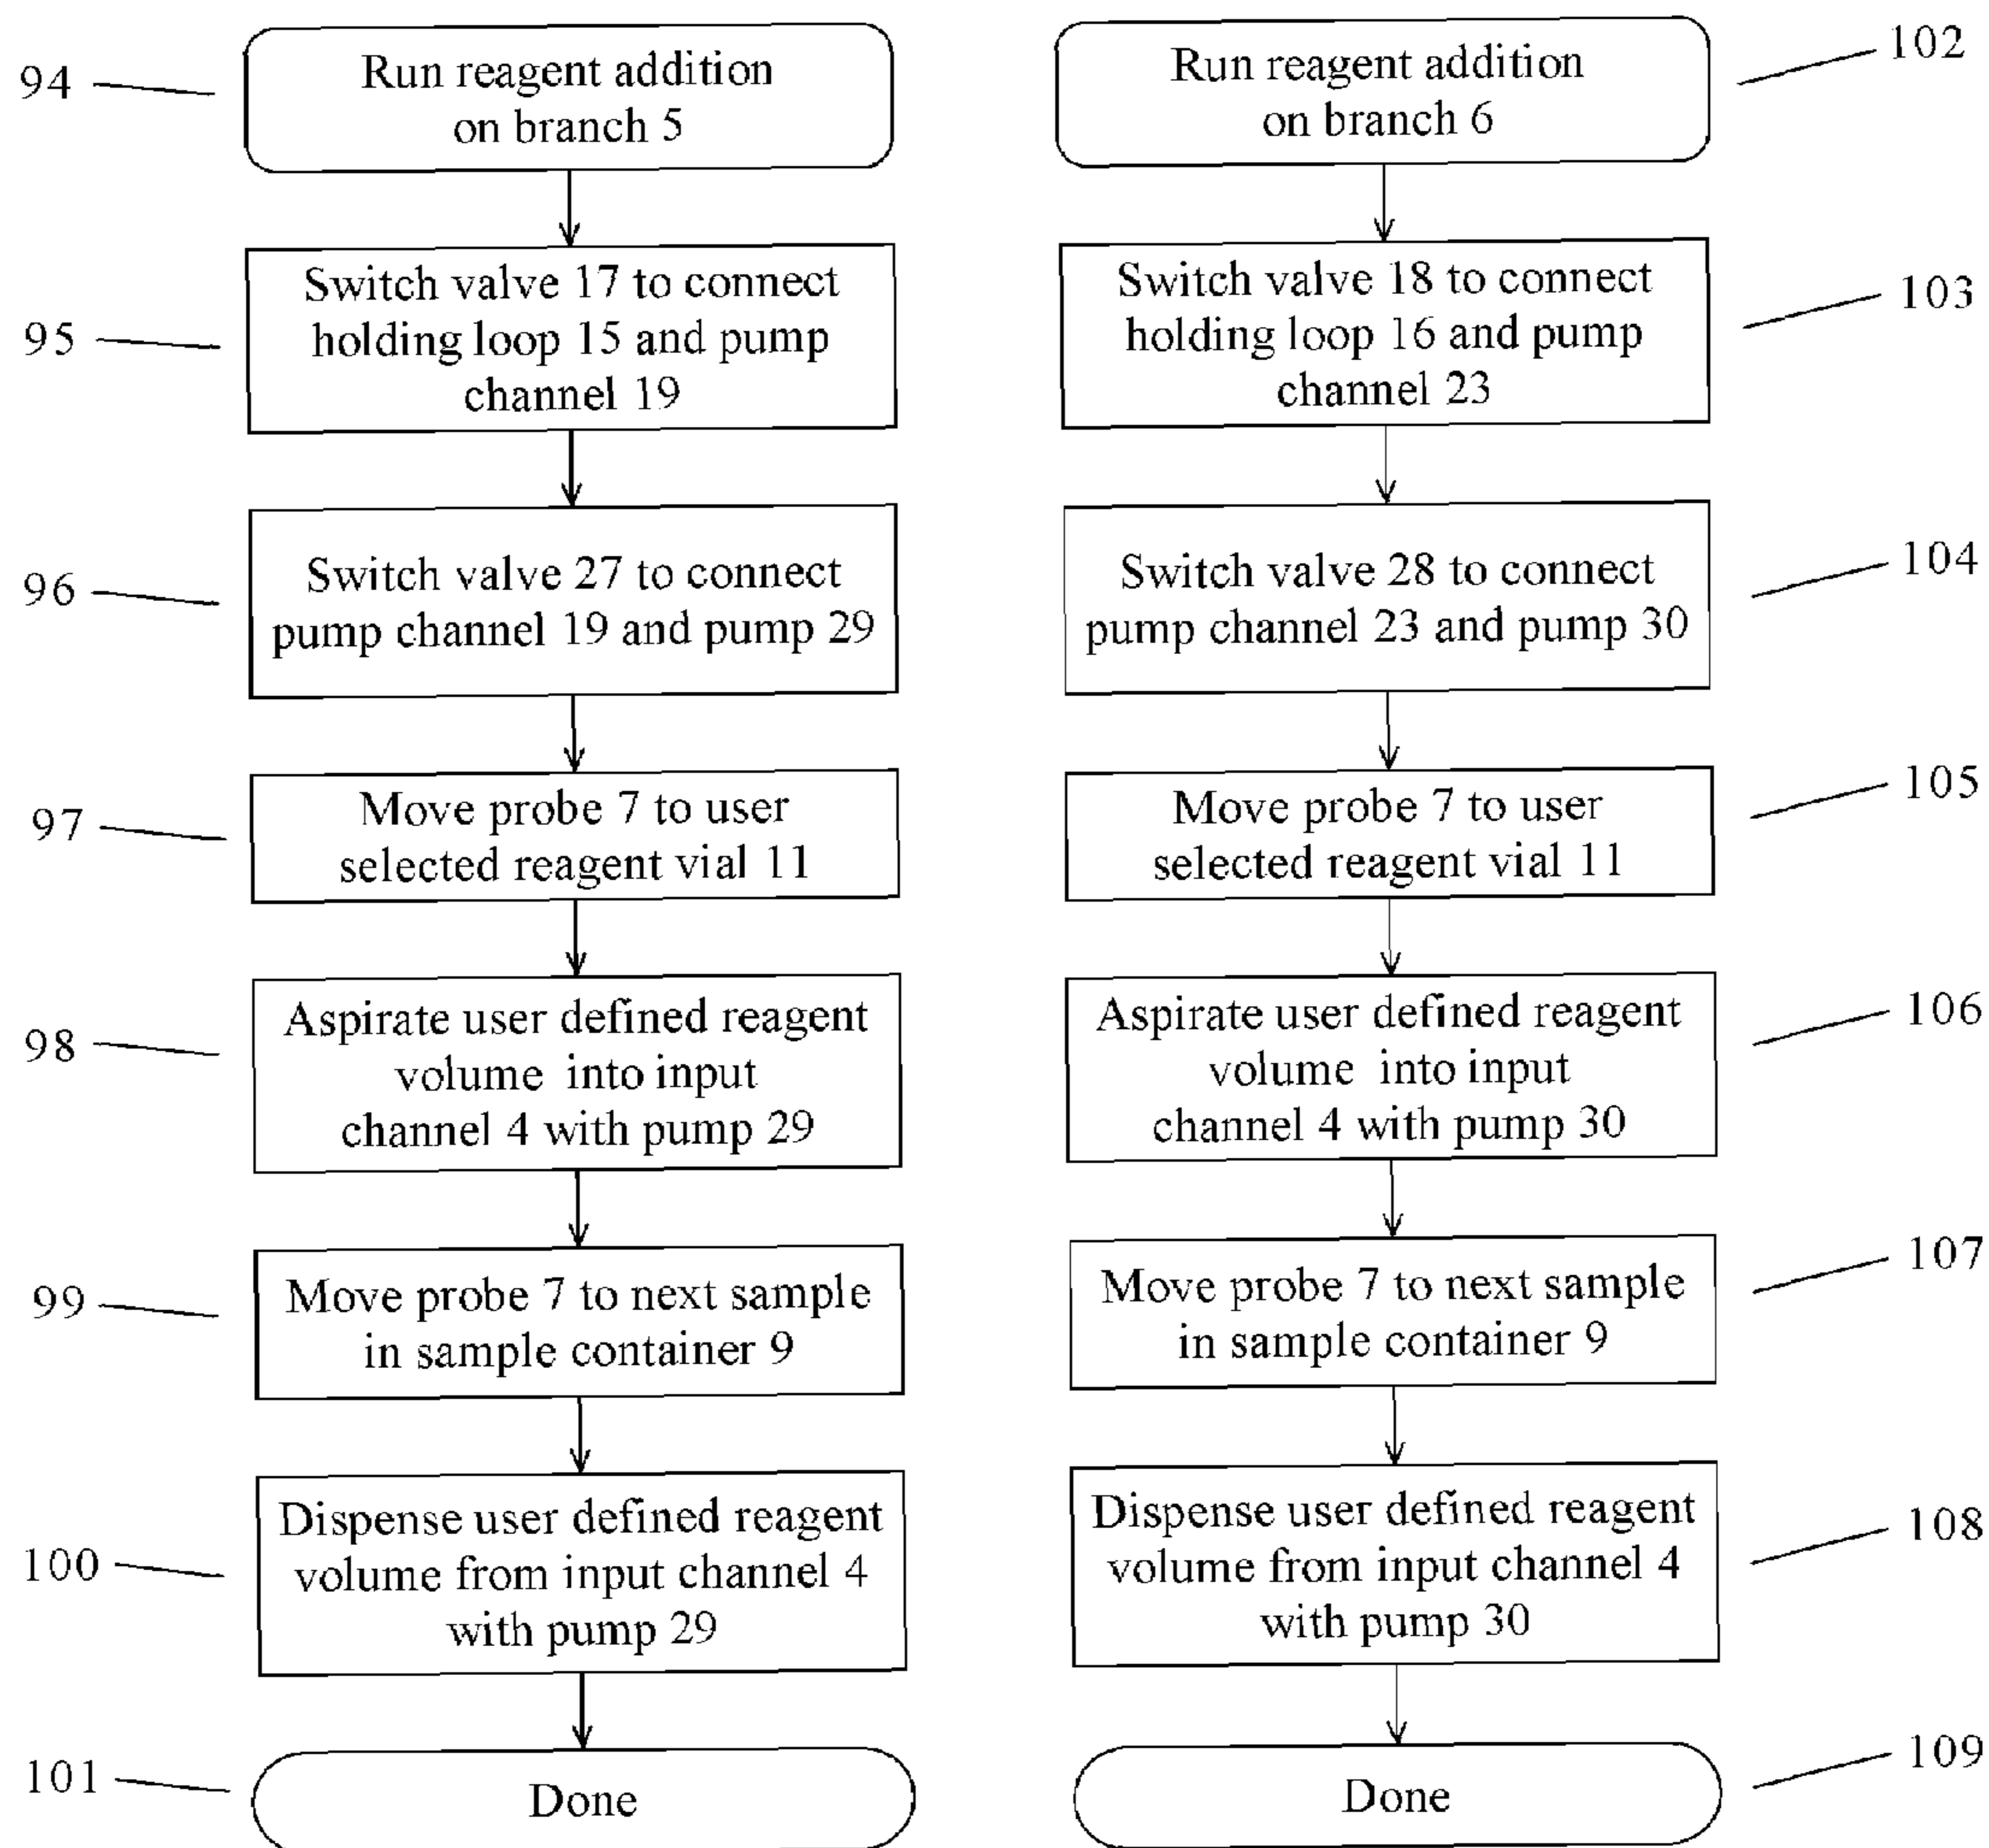 94
Run reagent addition
on branch 5
95
Switch valve 17 to connect
holding loop 15 and pump
channel 19
96
Switch valve 27 to connect
pump channel 19 and pump 29
97
Move probe 7 to user
selected reagent vial 11
98
Aspirate user defined reagent
volume into input
channel 4 with pump 29
99
Move probe 7 to next sample
in sample container 9
100
Dispense user defined reagent
volume from input channel 4
with pump 29
101
Done
Run reagent addition
on branch 6
102
Switch valve 18 to connect
holding loop 16 and pump
channel 23
103
Switch valve 28 to connect
pump channel 23 and pump 30
104
Move probe 7 to user
selected reagent vial 11
105
Aspirate user defined reagent
volume into input
channel 4 with pump 30
106
Move probe 7 to next sample
in sample container 9
107
Dispense user defined reagent
volume from input channel 4
with pump 30
108
Done
109